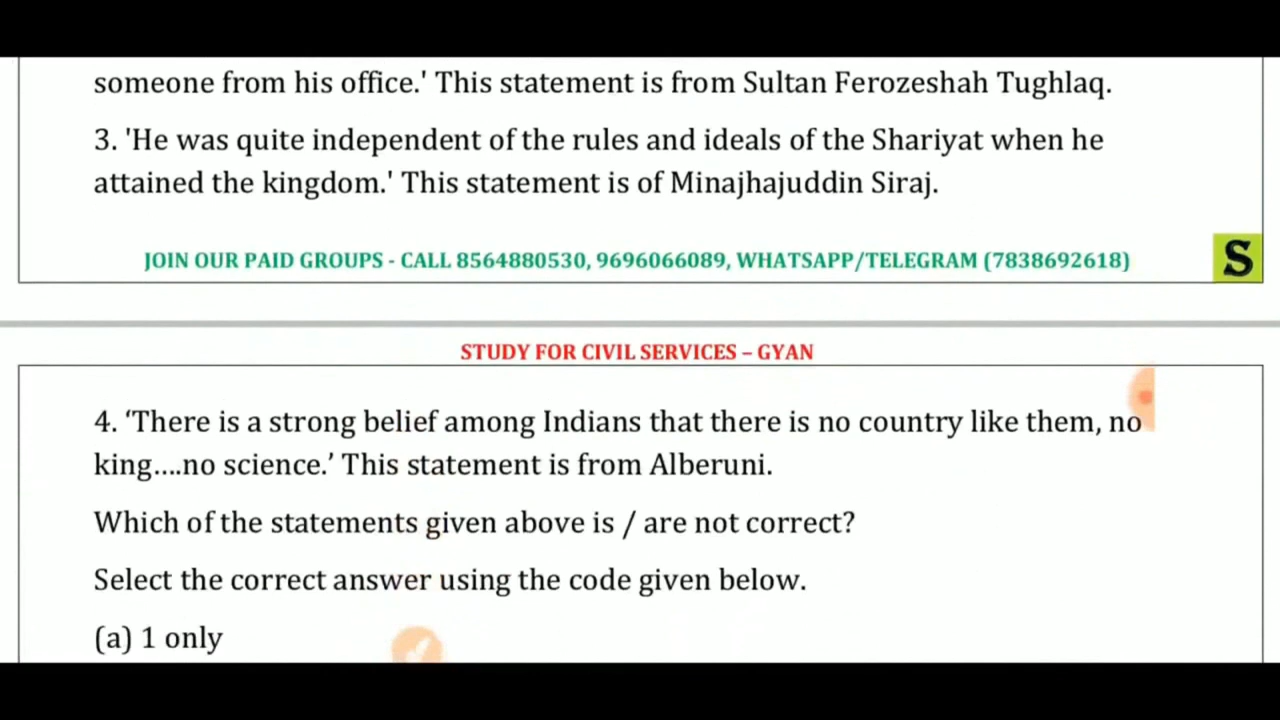 someone from his office.' This statement is from Sultan Ferozeshah Tughlaq.
3. 'He was quite independent of the rules and ideals of the Shariyat when he
attained the kingdom.' This statement is of Minajhajuddin Siraj.
JOIN OUR PAID GROUPS - CALL 8564880530, 9696066089, WHATSAPP/TELEGRAM (7838692618)
S
STUDY FOR CIVIL SERVICES – GYAN
4. ‘There is a strong belief among Indians that there is no country like them, no
king....no science.’ This statement is from Alberuni.
Which of the statements given above is / are not correct?
Select the correct answer using the code given below.
(a) 1 only